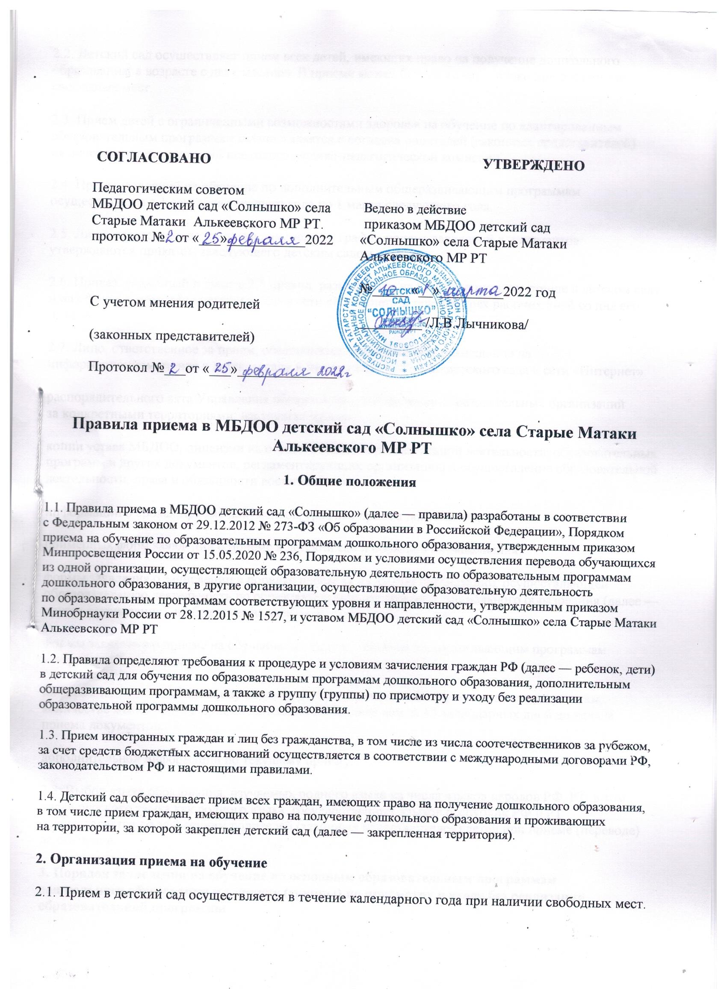 СОГЛАСОВАНО
Педагогическим советом
МБДОО детский сад «Солнышко» села
Старые Матаки Алькеевского МР РТ.
протокол №2 от «25» февраля 2022
С учетом мнения родителей
(законных представителей)
Протокол № 2 от «25» февраля 2022г
УТВЕРЖДЕНО
Ведено в действие
приказом МБДОО детский сад
«Солнышко» села Старые Матаки
Алькеевского МР РТ
№ 10 «1» марта 2022 год
/Л.В.Лычникова/
"ДЕТСКИЙ
САД
"СОЛНЫШКО"
АЛЬКЕЕВСКОГО
МУНИЦИПАЛЬНОГО
РАЙОНА РТ
Правила приема в МБДОО детский сад «Солнышко» села Старые Матаки
Алькеевского МР РТ
1. Общие положения
1.1. Правила приема в МБДОО детский сад «Солнышко» (далее — правила) разработаны в соответствии
с Федеральным законом от 29.12.2012 № 273-ФЗ «Об образовании в Российской Федерации», Порядком
приема на обучение по образовательным программам дошкольного образования, утвержденным приказом
Минпросвещения России от 15.05.2020 № 236, Порядком и условиями осуществления перевода обучающихся
из одной организации, осуществляющей образовательную деятельность по образовательным программам
дошкольного образования, в другие организации, осуществляющие образовательную деятельность
по образовательным программам соответствующих уровня и направленности, утвержденным приказом
Минобрнауки России от 28.12.2015 № 1527, и уставом МБДОО детский сад «Солнышко» села Старые Матаки
Алькеевского МР РТ
1.2. Правила определяют требования к процедуре и условиям зачисления граждан РФ (далее — ребенок, дети)
в детский сад для обучения по образовательным программам дошкольного образования, дополнительным
общеразвивающим программам, а также в группу (группы) по присмотру и уходу без реализации
образовательной программы дошкольного образования.
1.3. Прием иностранных граждан и лиц без гражданства, в том числе из числа соотечественников за рубежом,
за счет средств бюджетных ассигнований осуществляется в соответствии с международными договорами РФ,
законодательством РФ и настоящими правилами.
1.4. Детский сад обеспечивает прием всех граждан, имеющих право на получение дошкольного образования,
в том числе прием граждан, имеющих право на получение дошкольного образования и проживающих
на территории, за которой закреплен детский сад (далее — закрепленная территория).
2. Организация приема на обучение
2.1. Прием в детский сад осуществляется в течение календарного года при наличии свободных мест.